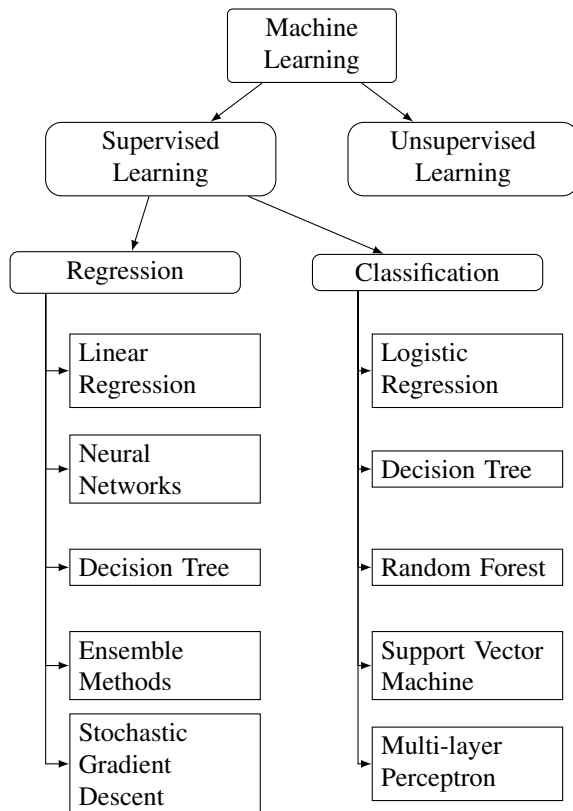 Machine
Learning
Supervised
Learning
Unsupervised
Learning
Regression
Classification
Linear
Regression
Neural
Networks
Decision Tree
Ensemble
Methods
Stochastic
Gradient
Descent
Logistic
Regression
Decision Tree
Random Forest
Support Vector
Machine
Multi-layer
Perceptron